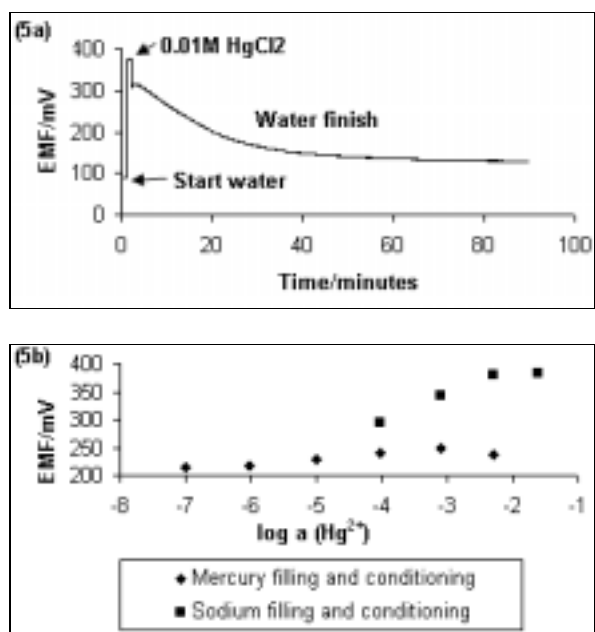 (5a)
0.01M HgCl2
Water finish
Start water
EMF/mV
400
300
200
100
0
0 20 40 60 80 100
Time/minutes
(5b)
EMF/mV
400
350
300
250
200
-8 -7 -6 -5 -4 -3 -2 -1
log a (Hg²⁺)
♦ Mercury filling and conditioning
■ Sodium filling and conditioning